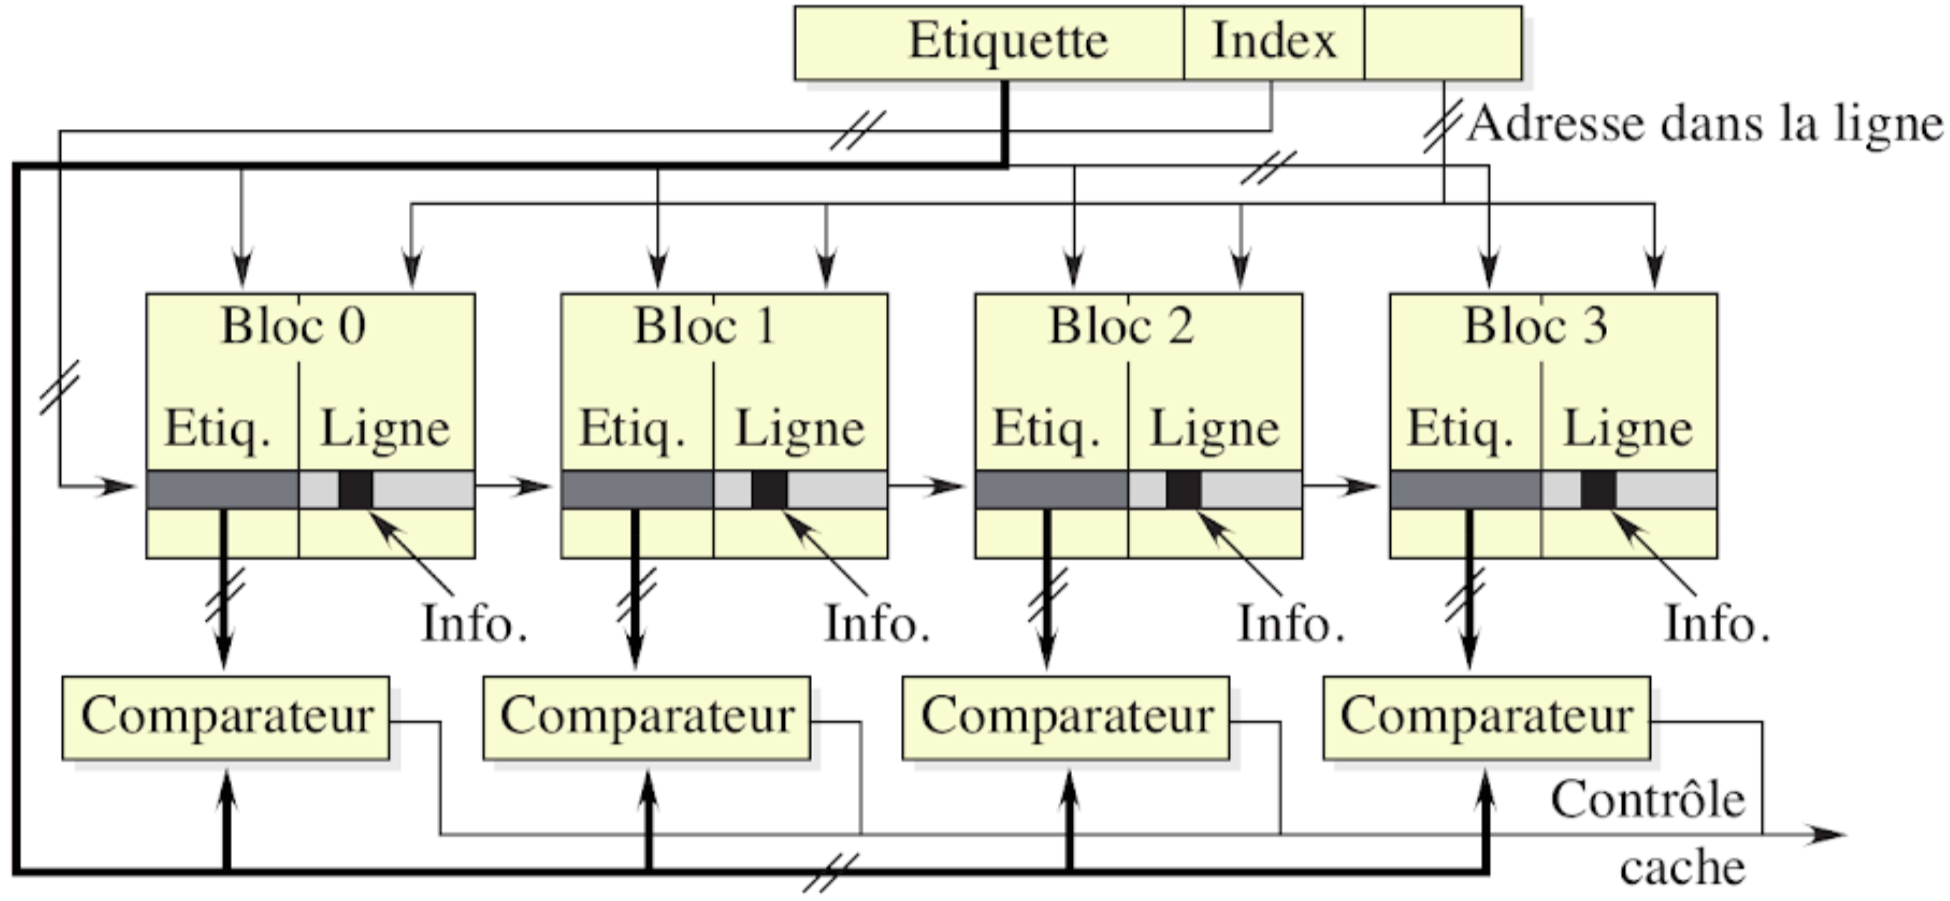 Etiquette Index
Adresse dans la ligne
Bloc 0 Bloc 1 Bloc 2 Bloc 3
Etiq. Ligne Etiq. Ligne Etiq. Ligne Etiq. Ligne
Info. Info. Info. Info.
Comparateur Comparateur Comparateur Comparateur
Contrôle
cache